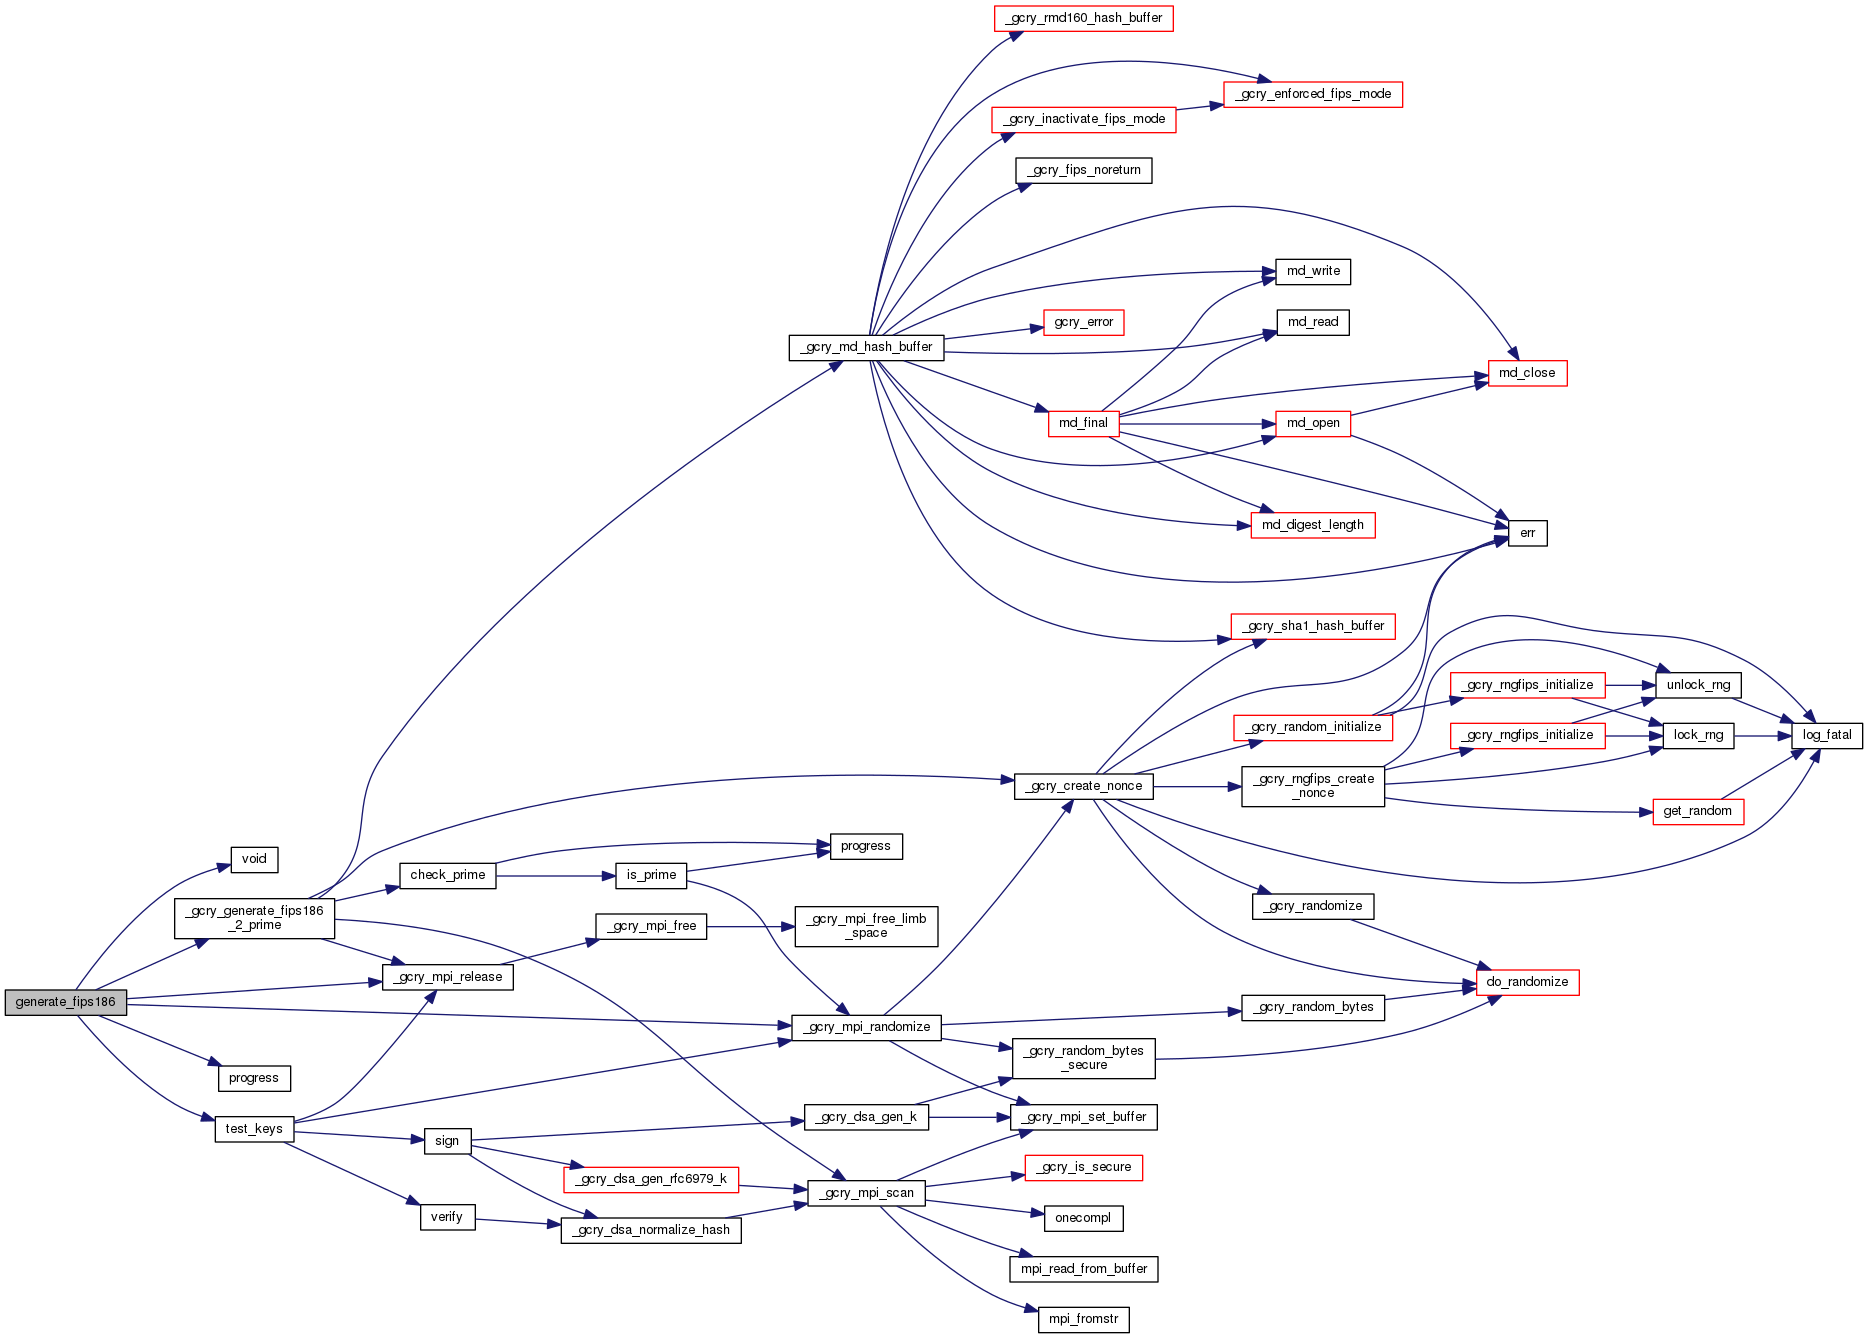 _gcry_rmd160_hash_buffer
_gcry_enforced_fips_mode
_gcry_inactivate_fips_mode
_gcry_fips_noreturn
md_write
gcry_error
md_read
_gcry_md_hash_buffer
md_close
md_final
md_open
md_digest_length
err
_gcry_sha1_hash_buffer
_gcry_rngfips_initialize
unlock_rng
_gcry_random_initialize
_gcry_rngfips_initialize
lock_rng
log_fatal
_gcry_create_nonce
_gcry_rngfips_create
_nonce
get_random
progress
void
check_prime
is_prime
_gcry_generate_fips186
_2_prime
_gcry_mpi_free
_gcry_mpi_free_limb
_space
_gcry_randomize
_gcry_mpi_release
do_randomize
generate_fips186
_gcry_random_bytes
_gcry_mpi_randomize
_gcry_random_bytes
_secure
progress
_gcry_dsa_gen_k
_gcry_mpi_set_buffer
test_keys
sign
_gcry_is_secure
_gcry_dsa_gen_rfc6979_k
_gcry_mpi_scan
verify
_gcry_dsa_normalize_hash
onecompl
mpi_read_from_buffer
mpi_fromstr